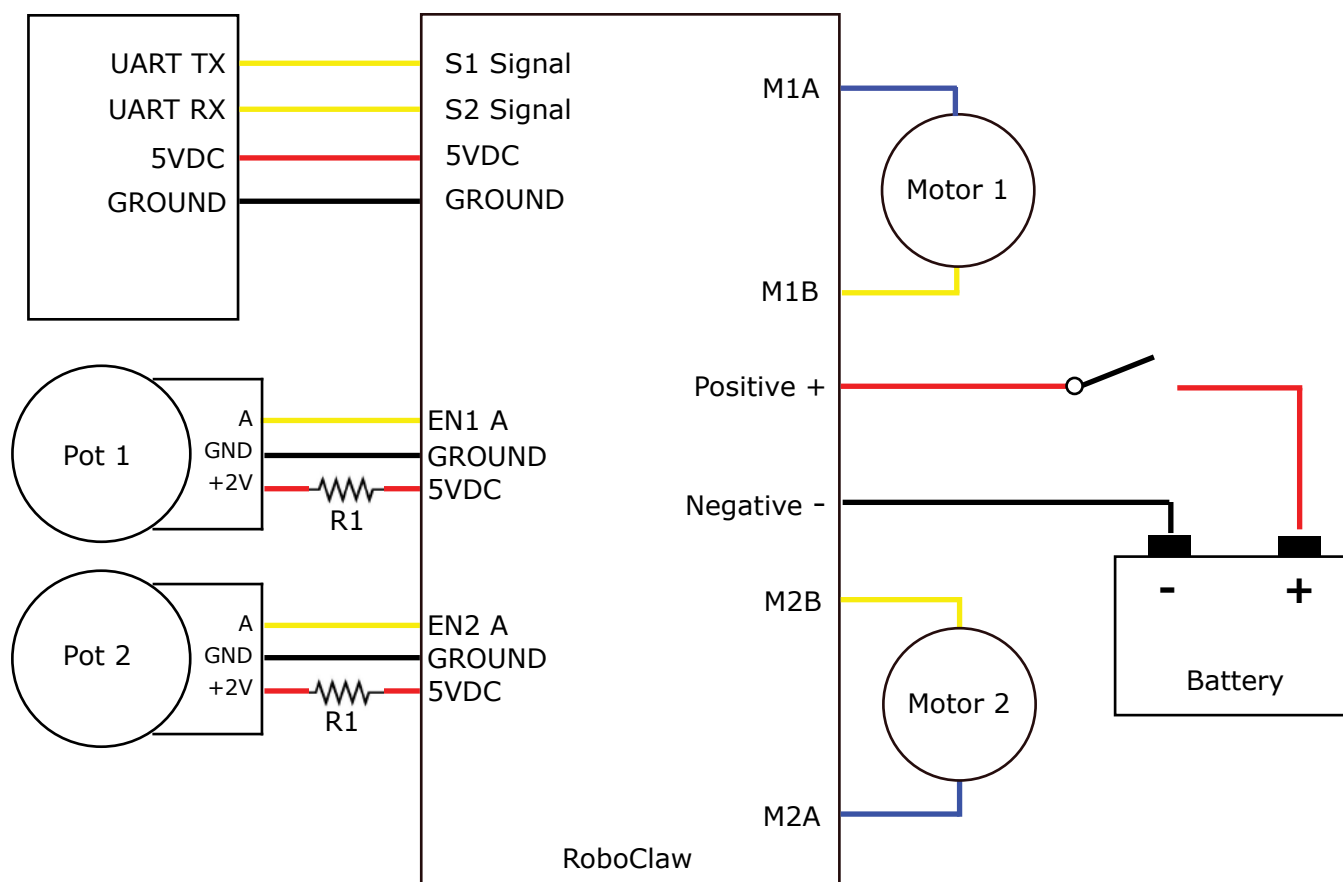 UART TX
UART RX
5VDC
GROUND
S1 Signal
S2 Signal
5VDC
GROUND
M1A
Motor 1
M1B
Positive +
Negative -
Pot 1
A
GND
+2V
R1
EN1 A
GROUND
5VDC
Pot 2
A
GND
+2V
R1
EN2 A
GROUND
5VDC
M2B
Motor 2
M2A
- +
Battery
RoboClaw